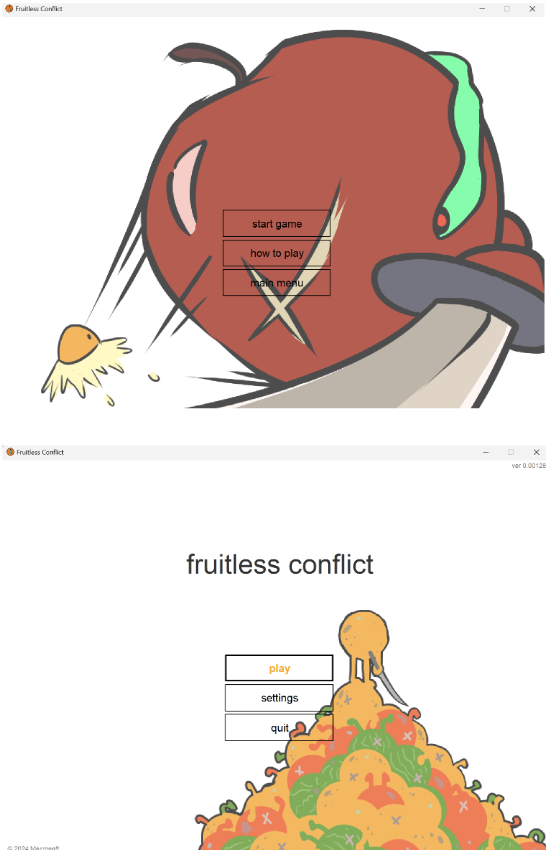 Fruitless Conflict
start game
how to play
main menu
Fruitless Conflict
ver 0.00128
fruitless conflict
play
settings
quit
© 2024